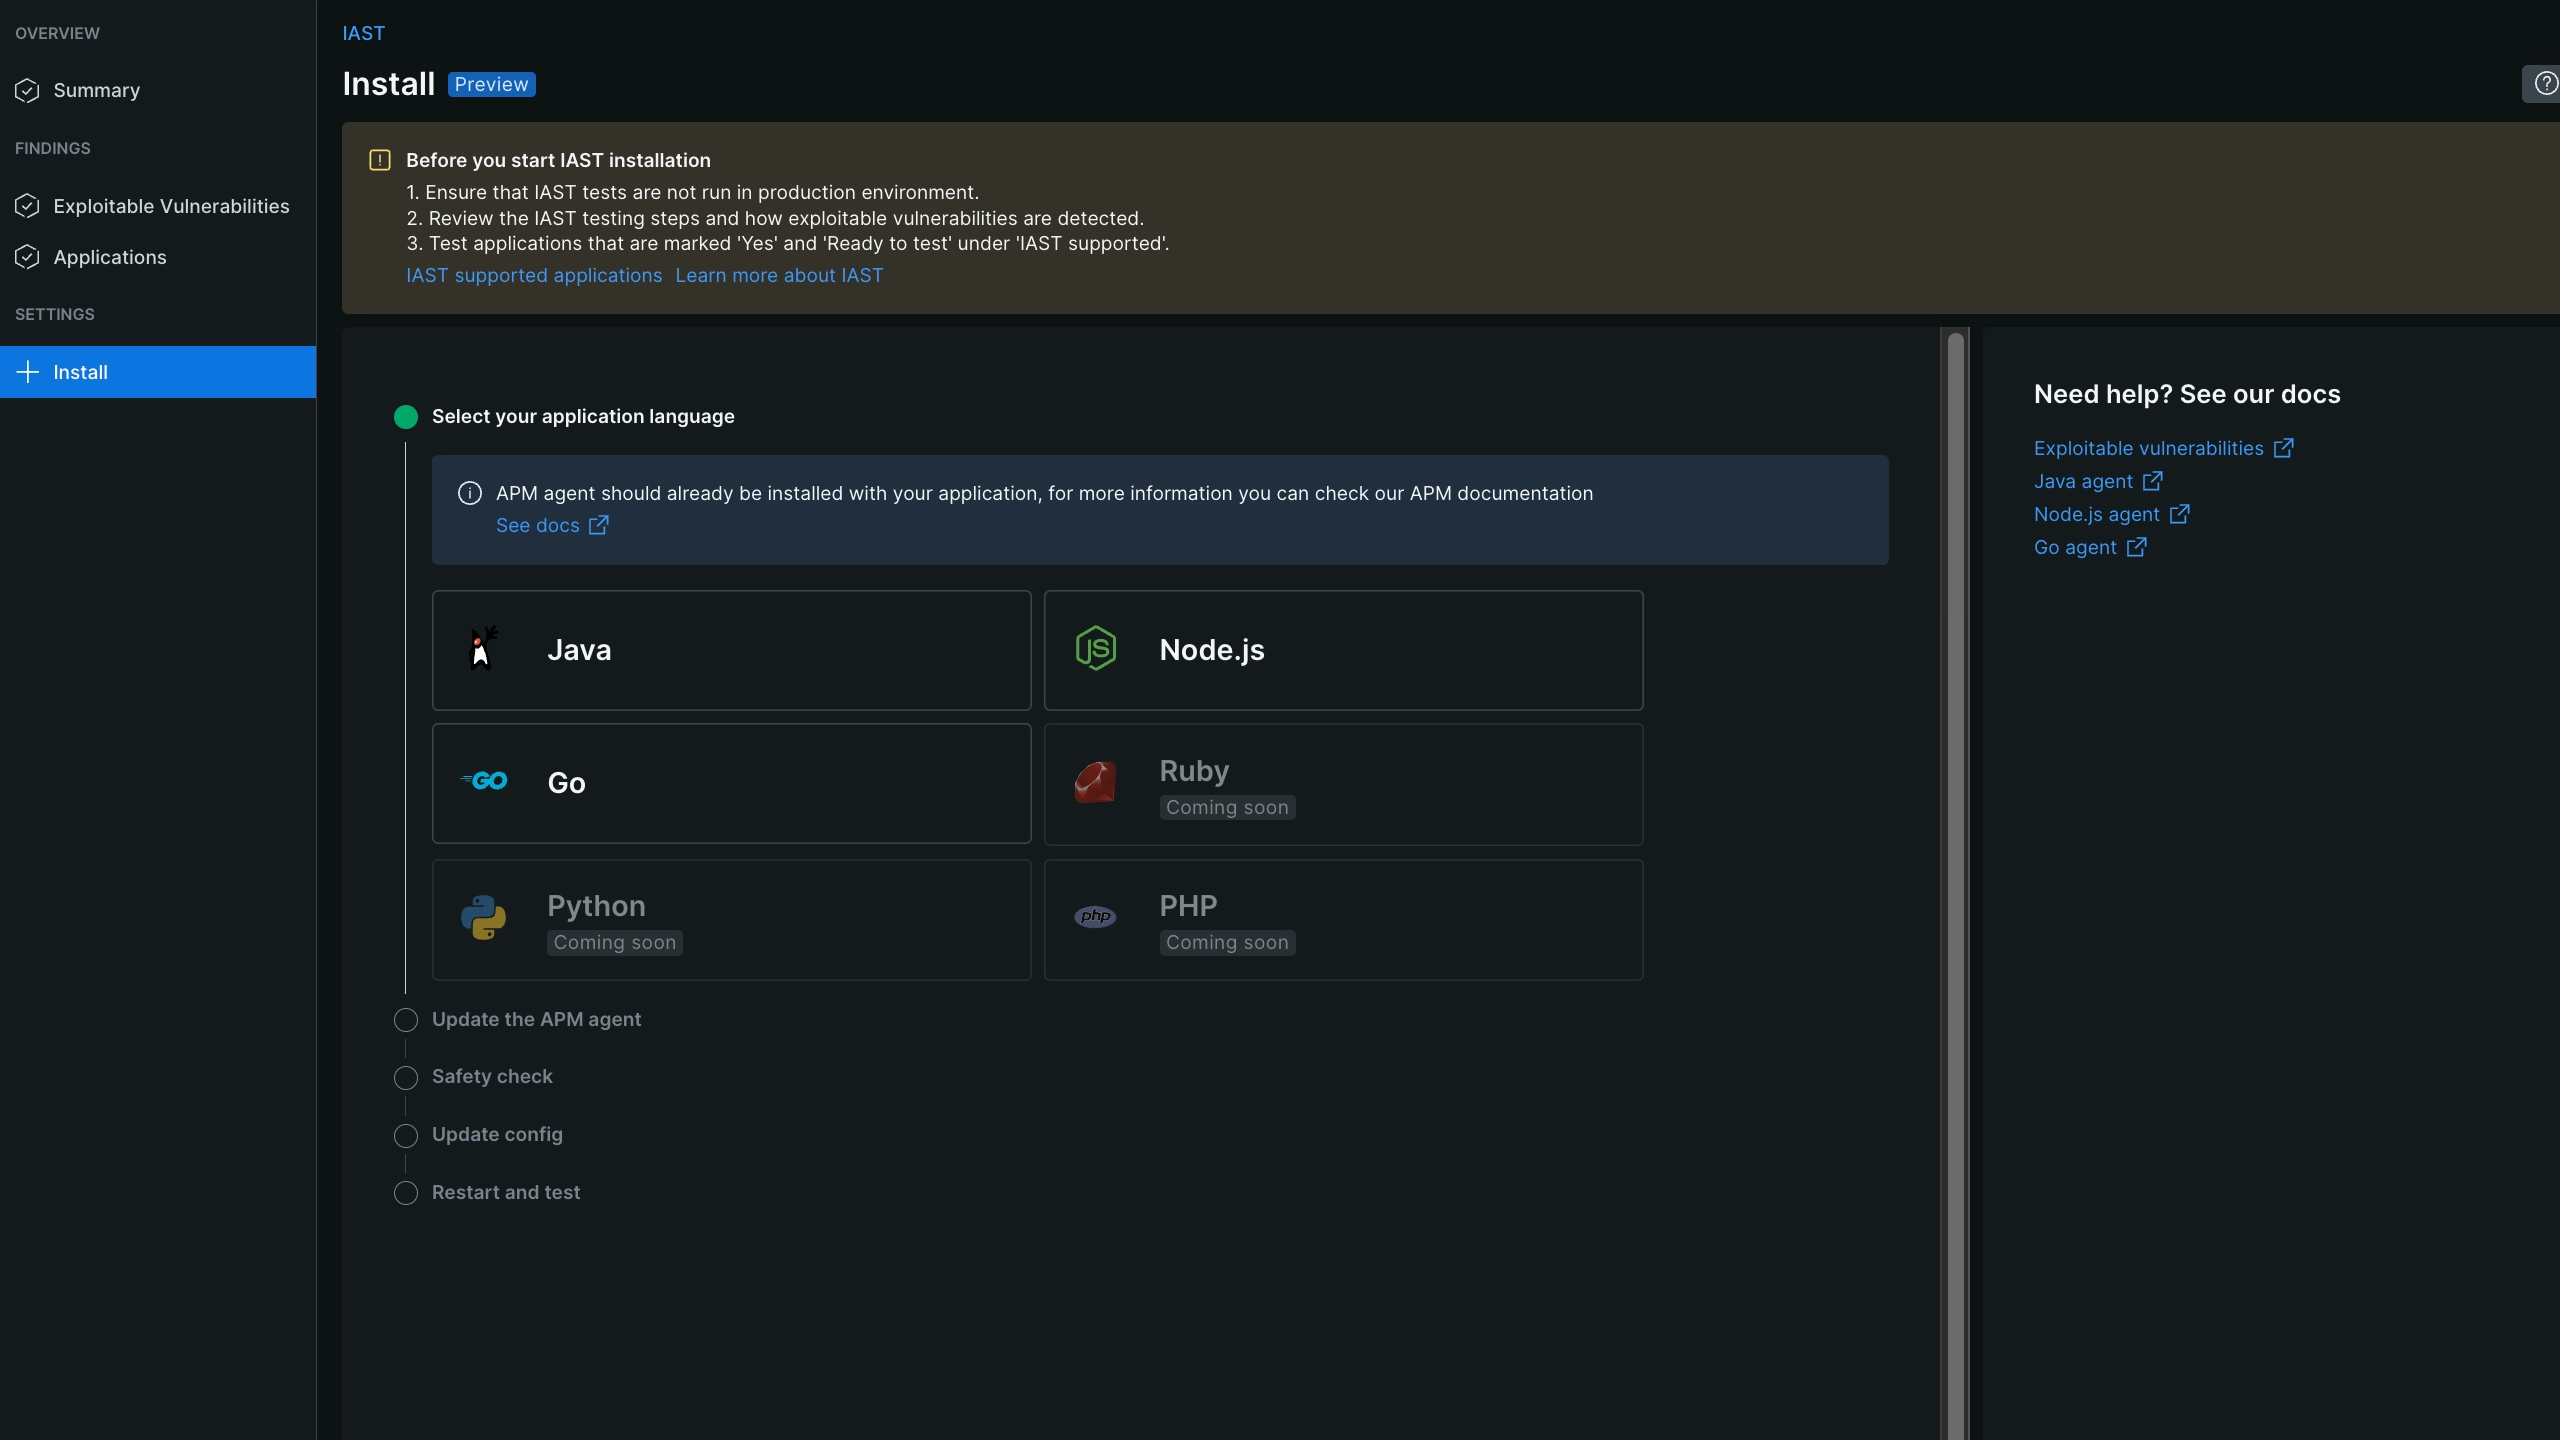 OVERVIEW
Summary
FINDINGS
Exploitable Vulnerabilities
Applications
SETTINGS
Install
IAST
Install Preview
Before you start IAST installation
1. Ensure that IAST tests are not run in production environment.
2. Review the IAST testing steps and how exploitable vulnerabilities are detected.
3. Test applications that are marked 'Yes' and 'Ready to test' under 'IAST supported'.
IAST supported applications Learn more about IAST
Select your application language
APM agent should already be installed with your application, for more information you can check our APM documentation
See docs
Java
JS
Node.js
GO
Go
Ruby
Coming soon
Python
Coming soon
php
PHP
Coming soon
Update the APM agent
Safety check
Update config
Restart and test
Need help? See our docs
Exploitable vulnerabilities
Java agent
Node.js agent
Go agent